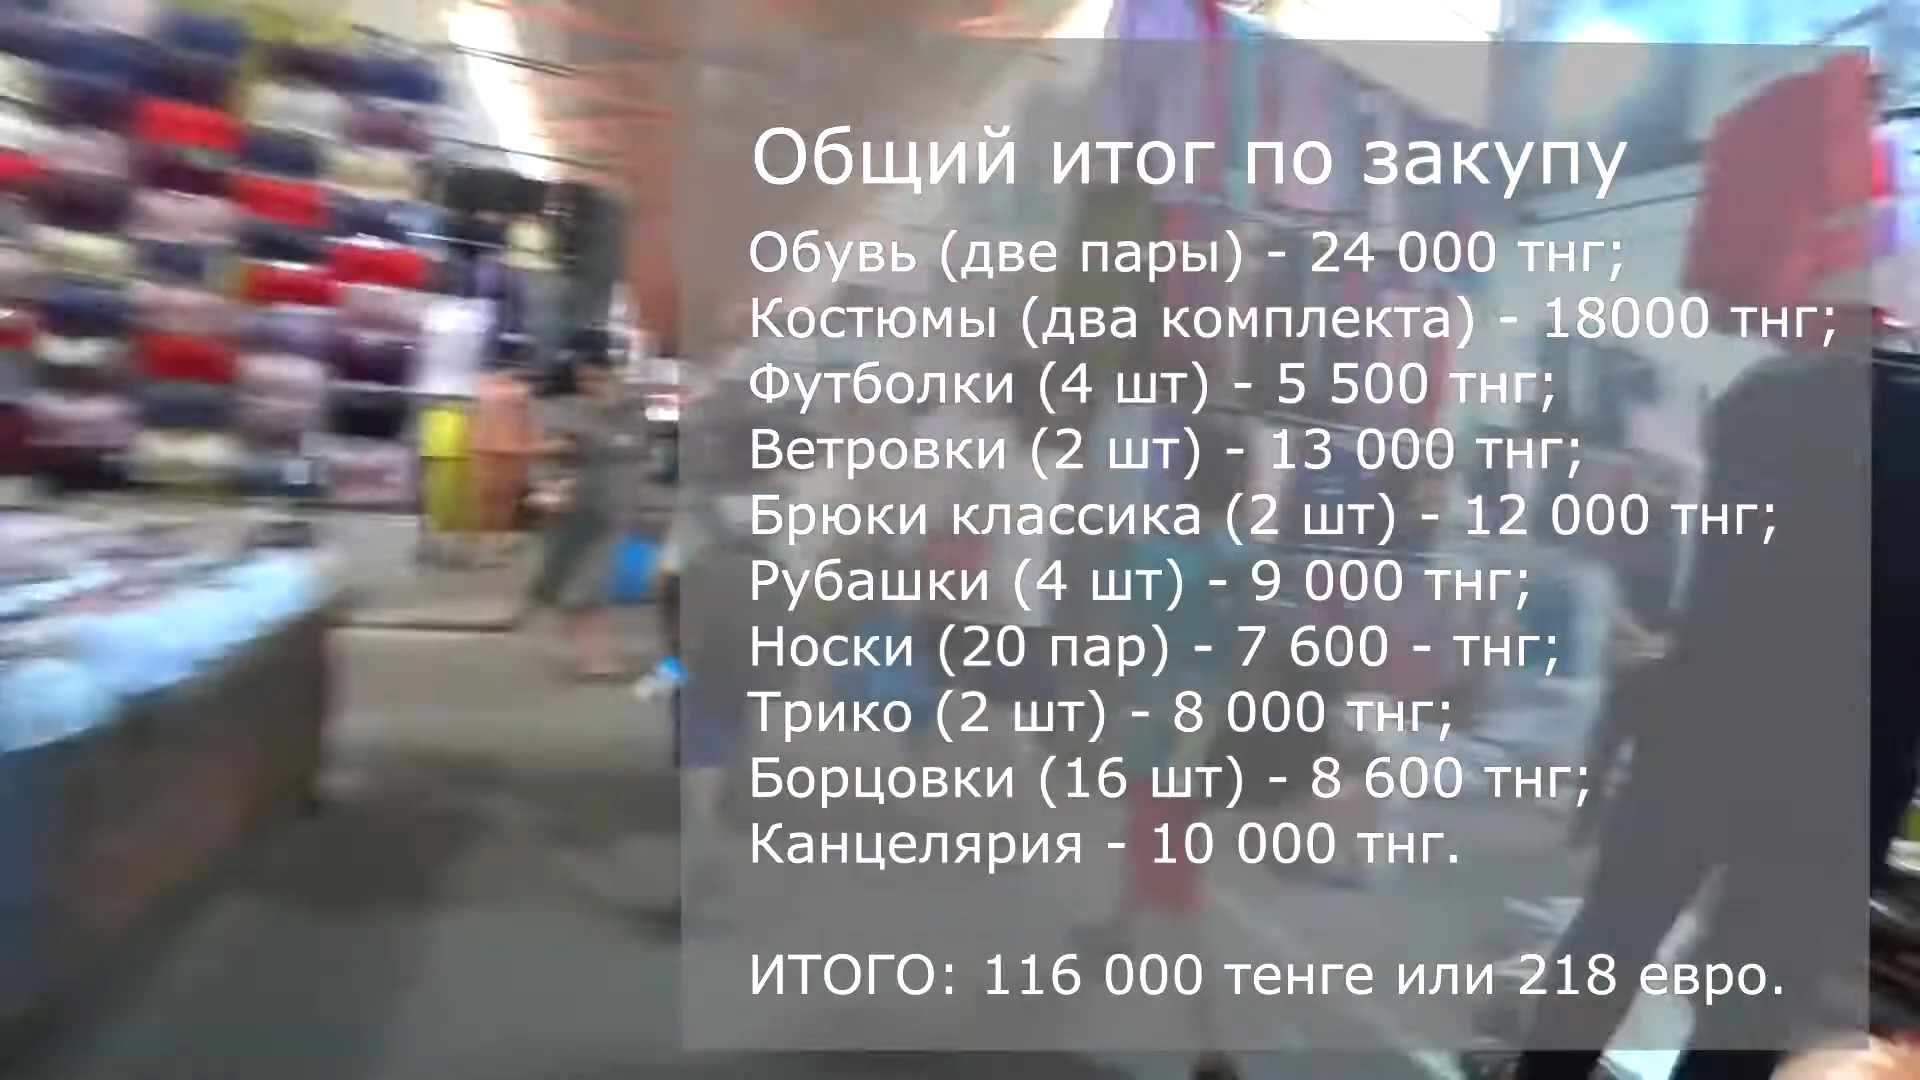 Общий итог по закупу
Обувь (две пары) - 24 000 тнг;
Костюмы (два комплекта) - 18000 тнг;
Футболки (4 шт) - 5 500 тнг;
Ветровки (2 шт) - 13 000 тнг;
Брюки классика (2 шт) - 12 000 тнг;
Рубашки (4 шт) - 9 000 тнг;
Носки (20 пар) - 7 600 - тнг;
Трико (2 шт) - 8 000 тнг;
Борцовки (16 шт) - 8 600 тнг;
Канцелярия - 10 000 тнг.
ИТОГО: 116 000 тенге или 218 евро.